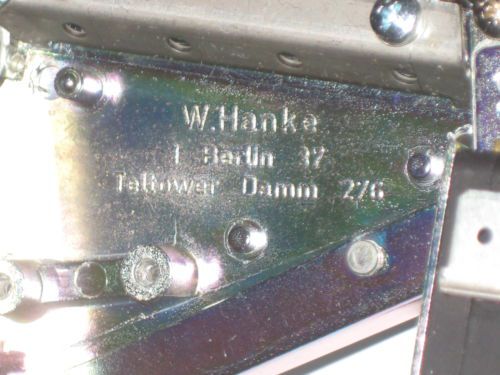 W. Hanke
1 Berlin 37
Teltower Damm 276